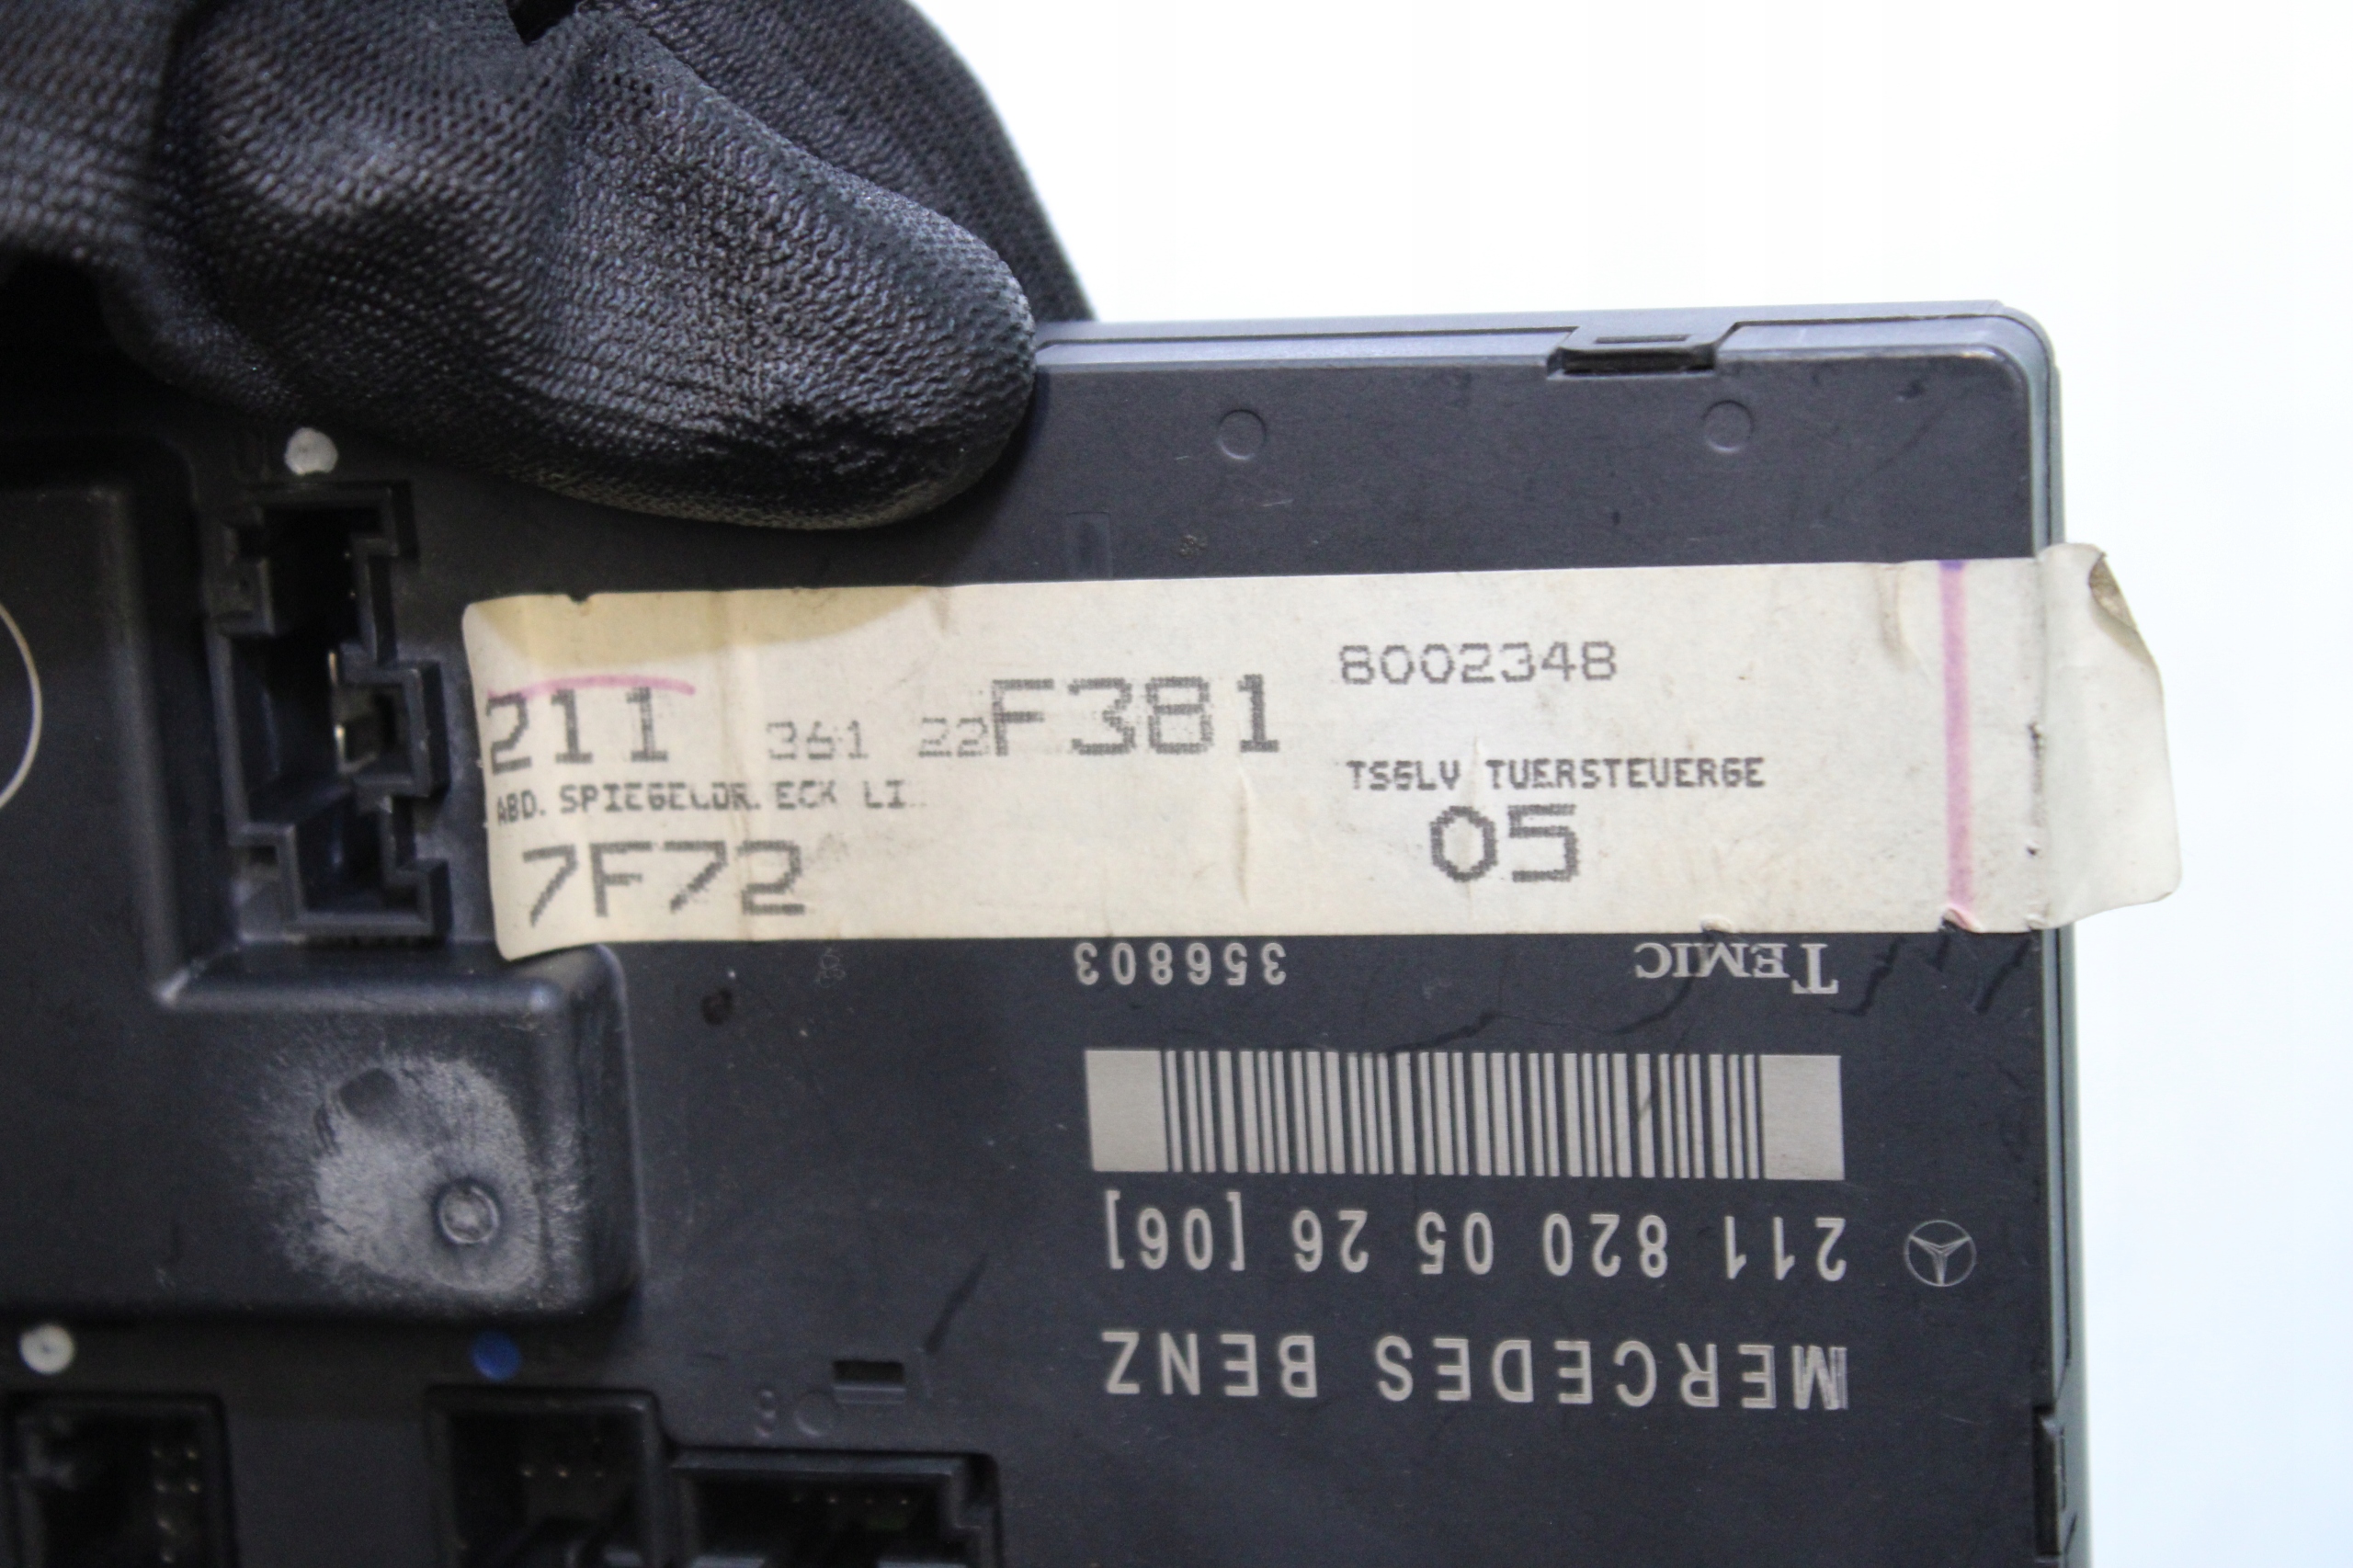 8002348
211 361 22F381
TSGLV TUERSTEUERGE
ABD. SPIEGELDR. ECK LI
7F72 05
MERCEDES BENZ
211 820 05 26 [06]
TEMIC 356803